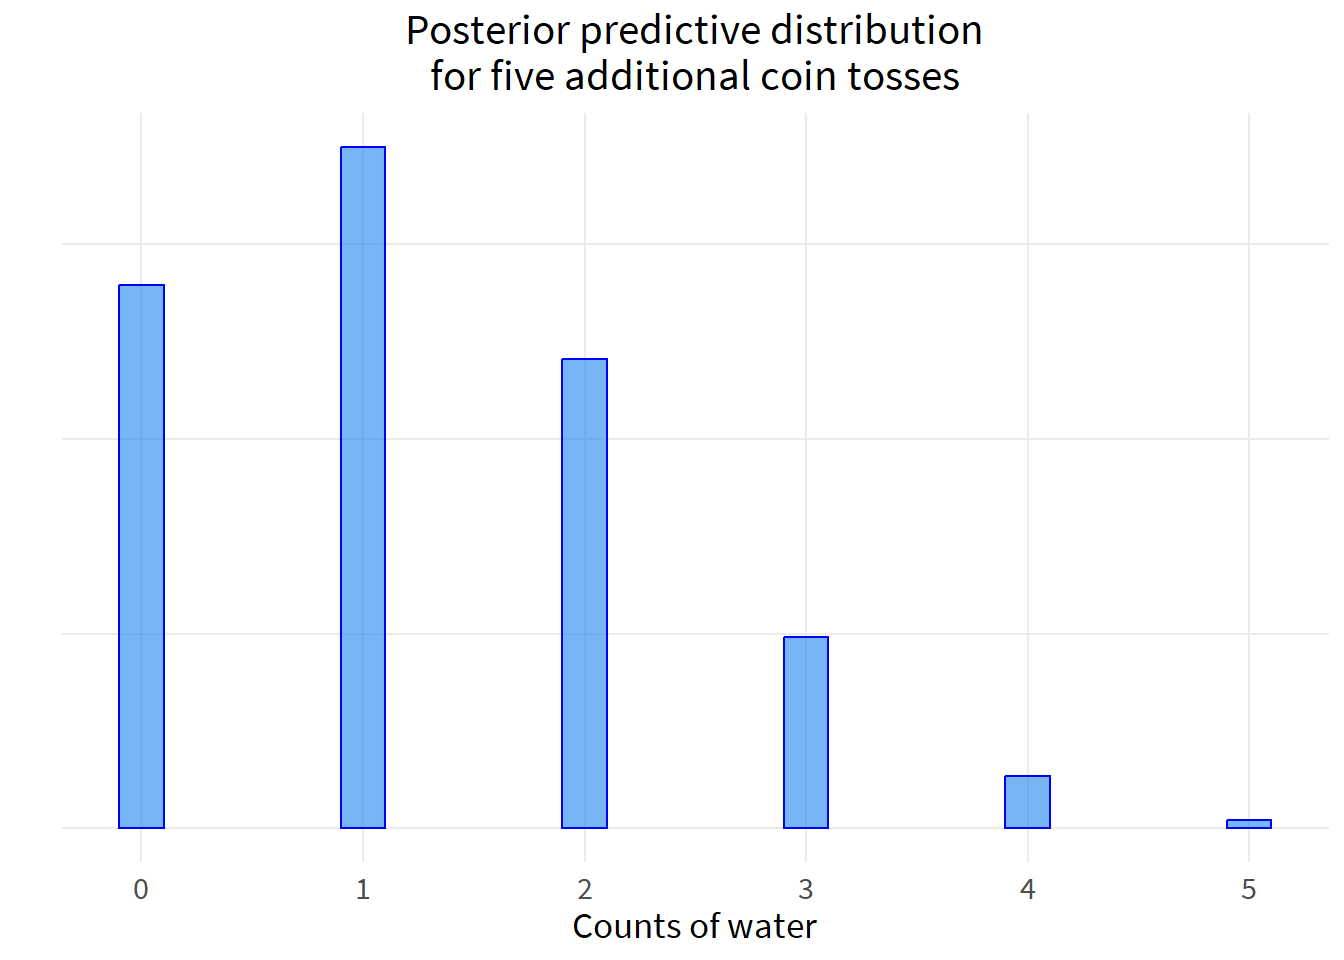 Posterior predictive distribution
for five additional coin tosses
0 1 2 3 4 5
Counts of water